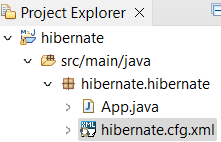 Project Explorer
hibernate
src/main/java
hibernate.hibernate
App.java
hibernate.cfg.xml